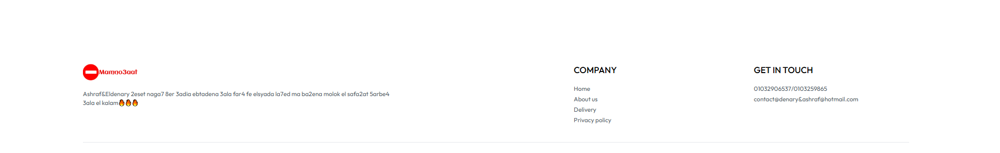 Mamno3aat
Ashraf&Eldenary 2eset naga7 8er 3adia ebtadena 3ala far4 fe elsyada la7ed ma ba2ena molok el safa2at 5arbe4
3ala el kalam🔥🔥🔥
COMPANY
Home
About us
Delivery
Privacy policy
GET IN TOUCH
01032906537/0103259865
contact@denary&ashraf@hotmail.com